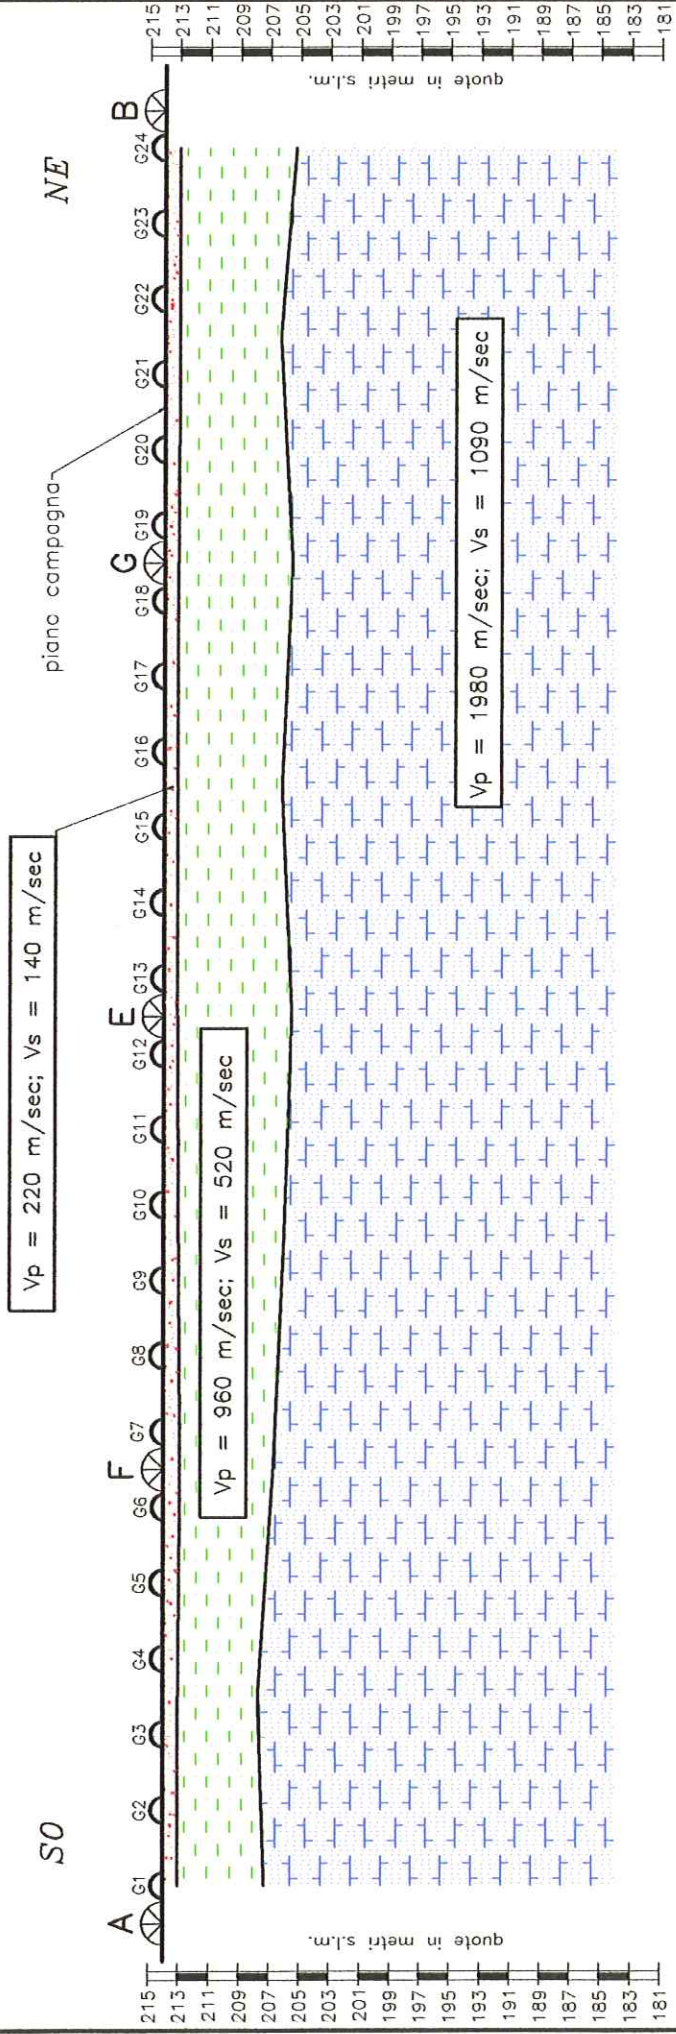 SO
NE
Vp = 220 m/sec; Vs = 140 m/sec
piano campagna
A
F
E
G
B
G1 G2 G3 G4 G5 G6 G7 G8 G9 G10 G11 G12 G13 G14 G15 G16 G17 G18 G19 G20 G21 G22 G23 G24
Vp = 960 m/sec; Vs = 520 m/sec
Vp = 1980 m/sec; Vs = 1090 m/sec
quote in metri s.l.m.
215
213
211
209
207
205
203
201
199
197
195
193
191
189
187
185
183
181
quote in metri s.l.m.
215
213
211
209
207
205
203
201
199
197
195
193
191
189
187
185
183
181